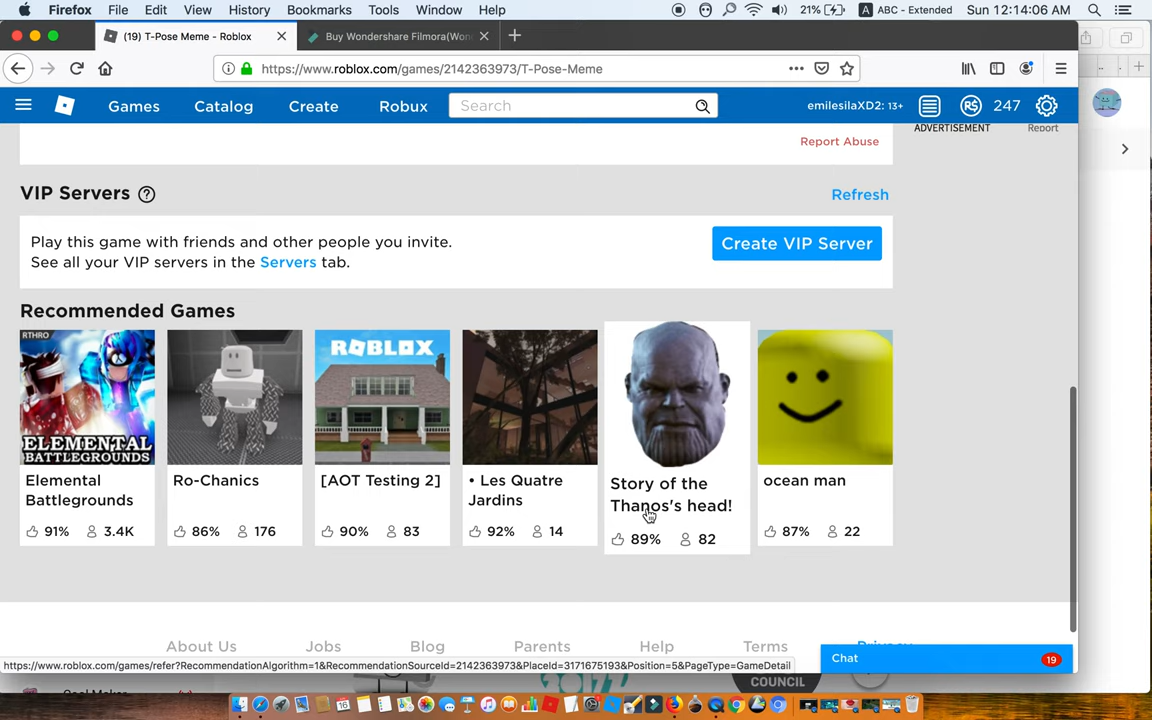 Firefox File Edit View History Bookmarks Tools Window Help 21% A ABC - Extended Sun 12:14:06 AM
(19) T-Pose Meme - Roblox Buy Wondershare Filmora(Won
https://www.roblox.com/games/2142363973/T-Pose-Meme
Games Catalog Create Robux Search emilesilaXD2: 13+ R$ 247
ADVERTISEMENT Report
Report Abuse
VIP Servers ? Refresh
Play this game with friends and other people you invite.
See all your VIP servers in the Servers tab.
Create VIP Server
Recommended Games
RTHRO
ELEMENTAL
BATTLEGROUNDS
ROBLOX
Elemental
Battlegrounds
91% 3.4K
Ro-Chanics
86% 176
[AOT Testing 2]
90% 83
• Les Quatre
Jardins
92% 14
Story of the
Thanos's head!
89% 82
ocean man
87% 22
About Us Jobs Blog Parents Help Terms Privacy
https://www.roblox.com/games/refer?RecommendationAlgorithm=1&RecommendationSourceId=2142363973&PlaceId=3171675193&Position=5&PageType=GameDetail
Chat 19
COUNCIL